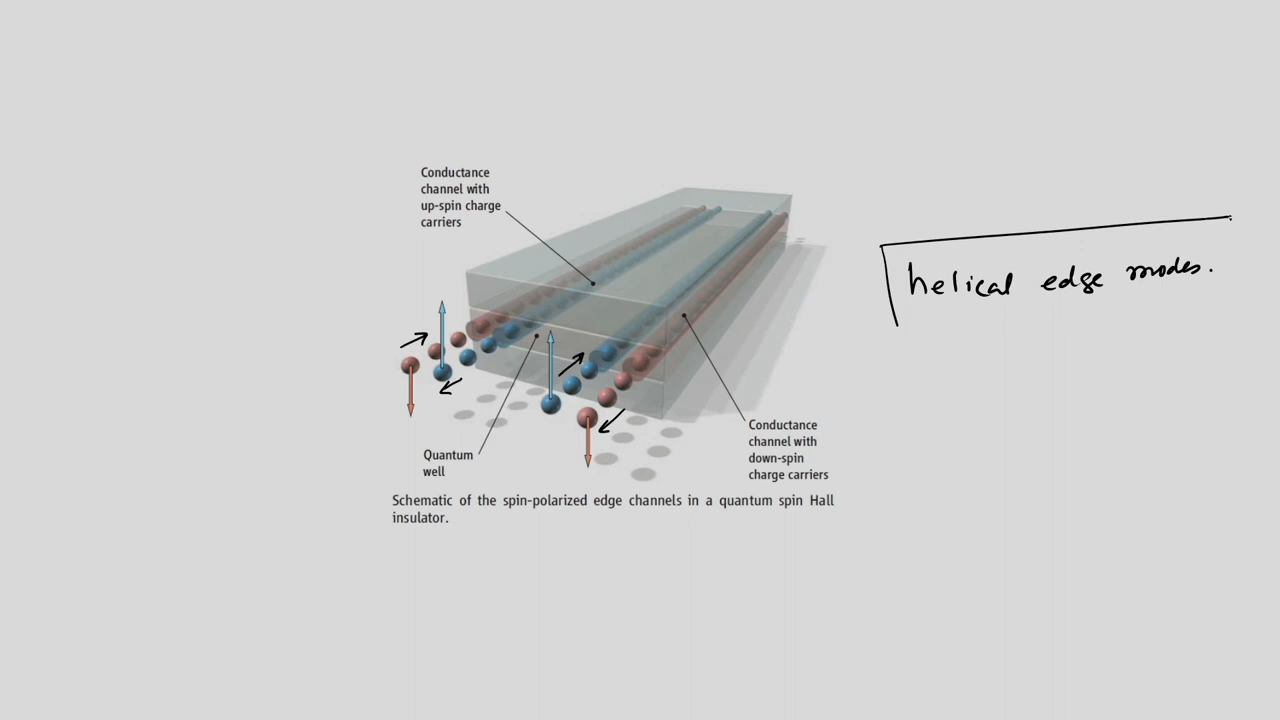 Conductance
channel with
up-spin charge
carriers
helical edge modes.
Quantum
well
Conductance
channel with
down-spin
charge carriers
Schematic of the spin-polarized edge channels in a quantum spin Hall
insulator.